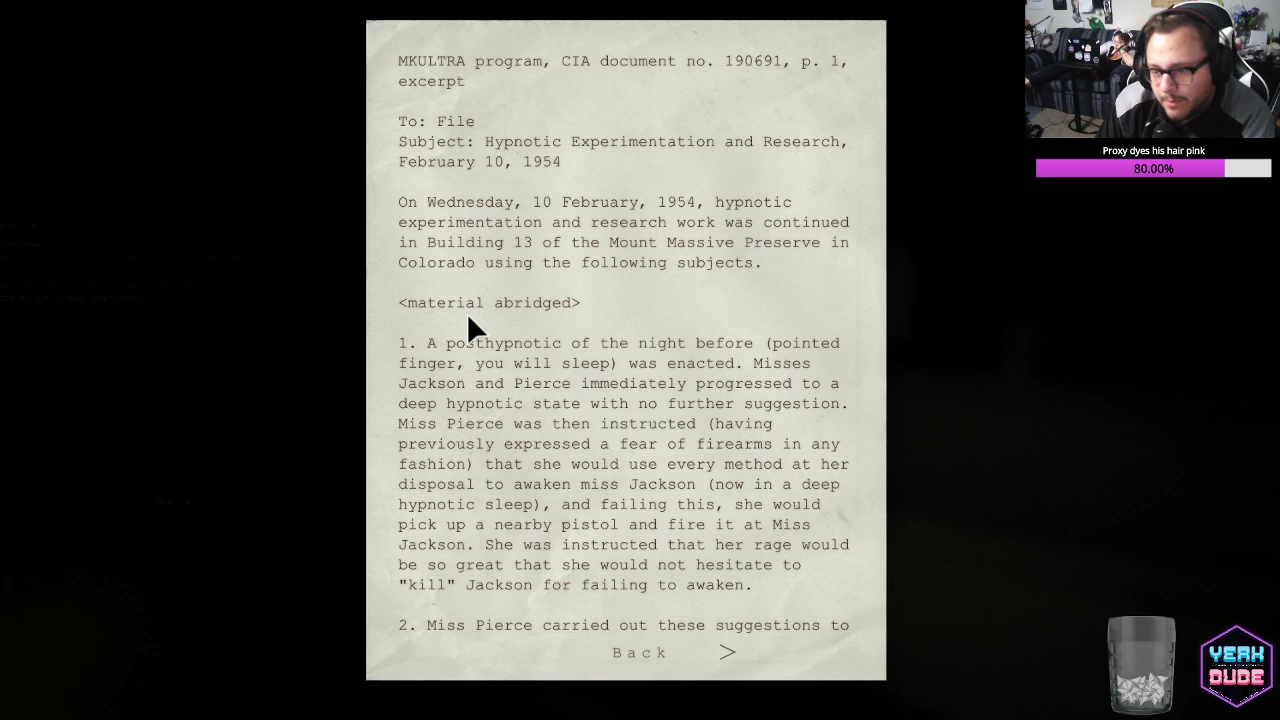 MKULTRA program, CIA document no. 190691, p. 1,
excerpt
To: File
Subject: Hypnotic Experimentation and Research,
February 10, 1954
On Wednesday, 10 February, 1954, hypnotic
experimentation and research work was continued
in Building 13 of the Mount Massive Preserve in
Colorado using the following subjects.
<material abridged>
1. A posthypnotic of the night before (pointed
finger, you will sleep) was enacted. Misses
Jackson and Pierce immediately progressed to a
deep hypnotic state with no further suggestion.
Miss Pierce was then instructed (having
previously expressed a fear of firearms in any
fashion) that she would use every method at her
disposal to awaken miss Jackson (now in a deep
hypnotic sleep), and failing this, she would
pick up a nearby pistol and fire it at Miss
Jackson. She was instructed that her rage would
be so great that she would not hesitate to
"kill" Jackson for failing to awaken.
2. Miss Pierce carried out these suggestions to
Back >
Proxy dyes his hair pink
80.00%
Back
YERH
DUDE